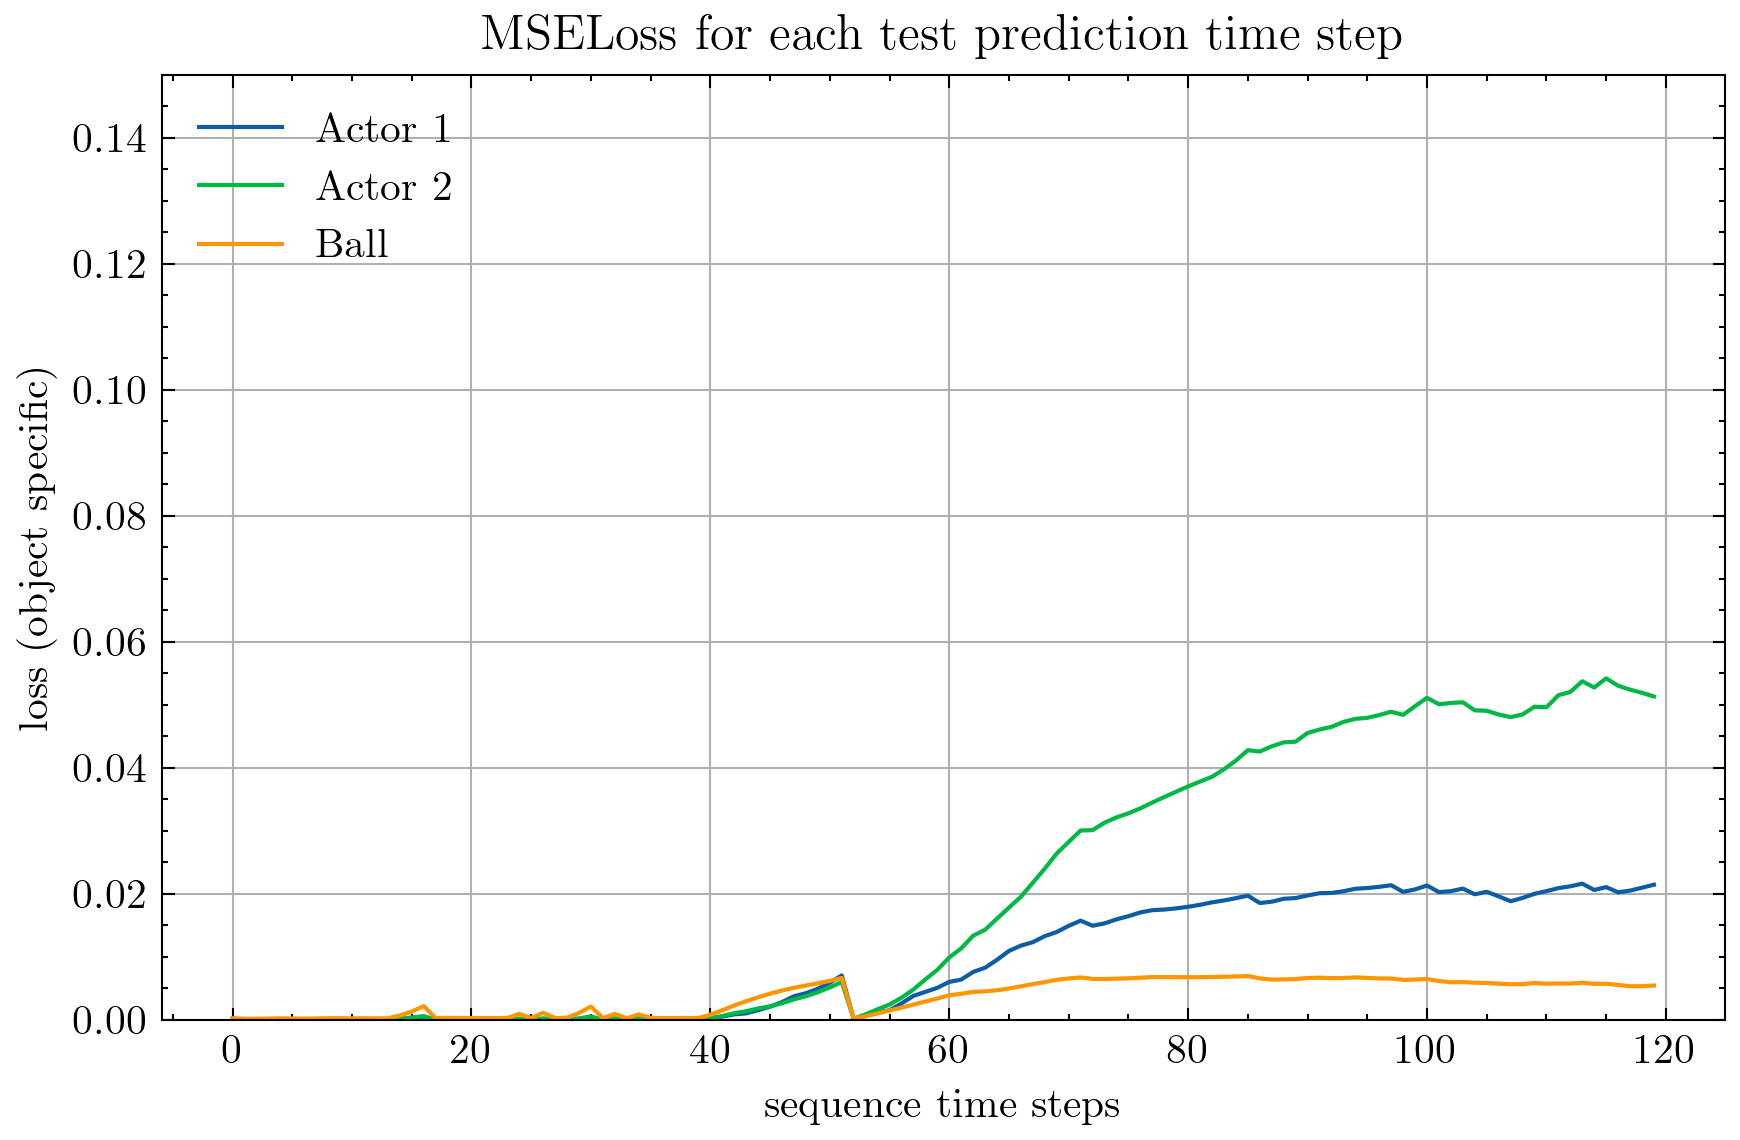 MSELoss for each test prediction time step
Actor 1
Actor 2
Ball
0.14
0.12
0.10
0.08
0.06
0.04
0.02
0.00
loss (object specific)
0 20 40 60 80 100 120
sequence time steps